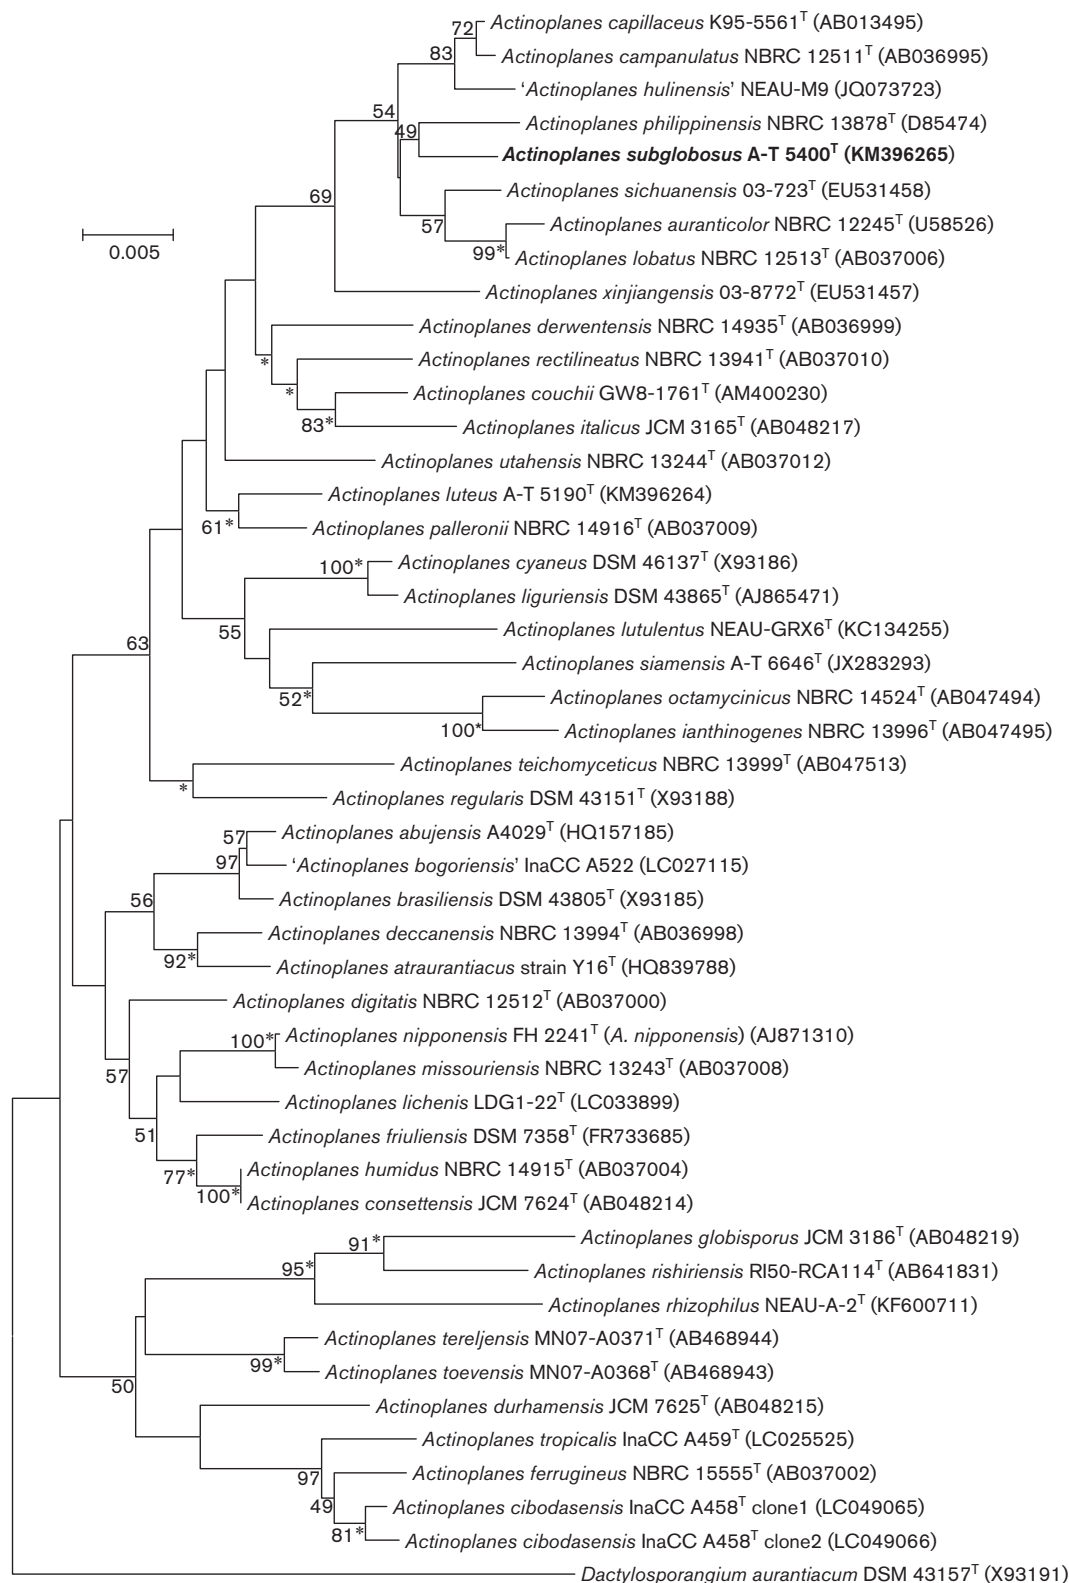 72 Actinoplanes capillaceus K95-5561T (AB013495)
83 Actinoplanes campanulatus NBRC 12511T (AB036995)
'Actinoplanes hulinensis' NEAU-M9 (JQ073723)
54
49 Actinoplanes philippinensis NBRC 13878T (D85474)
Actinoplanes subglobosus A-T 5400T (KM396265)
69 Actinoplanes sichuanensis 03-723T (EU531458)
57 Actinoplanes auranticolor NBRC 12245T (U58526)
0.005
99* Actinoplanes lobatus NBRC 12513T (AB037006)
Actinoplanes xinjiangensis 03-8772T (EU531457)
Actinoplanes derwentensis NBRC 14935T (AB036999)
* Actinoplanes rectilineatus NBRC 13941T (AB037010)
* Actinoplanes couchii GW8-1761T (AM400230)
83* Actinoplanes italicus JCM 3165T (AB048217)
Actinoplanes utahensis NBRC 13244T (AB037012)
Actinoplanes luteus A-T 5190T (KM396264)
61* Actinoplanes palleronii NBRC 14916T (AB037009)
100* Actinoplanes cyaneus DSM 46137T (X93186)
Actinoplanes liguriensis DSM 43865T (AJ865471)
55 Actinoplanes lutulentus NEAU-GRX6T (KC134255)
63
Actinoplanes siamensis A-T 6646T (JX283293)
52* Actinoplanes octamycinicus NBRC 14524T (AB047494)
100* Actinoplanes ianthinogenes NBRC 13996T (AB047495)
Actinoplanes teichomyceticus NBRC 13999T (AB047513)
* Actinoplanes regularis DSM 43151T (X93188)
57 Actinoplanes abujensis A4029T (HQ157185)
97 'Actinoplanes bogoriensis' InaCC A522 (LC027115)
56 Actinoplanes brasiliensis DSM 43805T (X93185)
Actinoplanes deccanensis NBRC 13994T (AB036998)
92* Actinoplanes atraurantiacus strain Y16T (HQ839788)
Actinoplanes digitatis NBRC 12512T (AB037000)
100* Actinoplanes nipponensis FH 2241T (A. nipponensis) (AJ871310)
57 Actinoplanes missouriensis NBRC 13243T (AB037008)
Actinoplanes lichenis LDG1-22T (LC033899)
51 Actinoplanes friuliensis DSM 7358T (FR733685)
77* Actinoplanes humidus NBRC 14915T (AB037004)
100* Actinoplanes consettensis JCM 7624T (AB048214)
91* Actinoplanes globisporus JCM 3186T (AB048219)
95* Actinoplanes rishiriensis RI50-RCA114T (AB641831)
Actinoplanes rhizophilus NEAU-A-2T (KF600711)
Actinoplanes tereljensis MN07-A0371T (AB468944)
99* Actinoplanes toevensis MN07-A0368T (AB468943)
50
Actinoplanes durhamensis JCM 7625T (AB048215)
Actinoplanes tropicalis InaCC A459T (LC025525)
97 Actinoplanes ferrugineus NBRC 15555T (AB037002)
49 Actinoplanes cibodasensis InaCC A458T clone1 (LC049065)
81* Actinoplanes cibodasensis InaCC A458T clone2 (LC049066)
Dactylosporangium aurantiacum DSM 43157T (X93191)